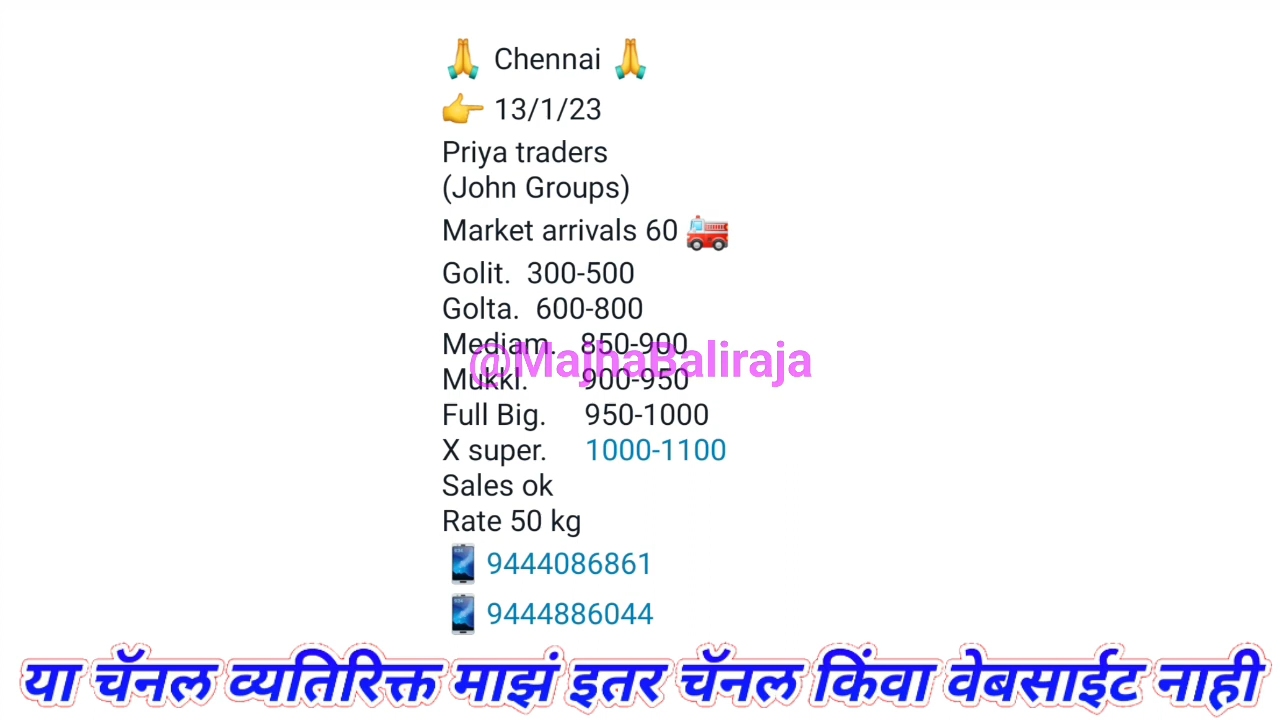 🙏 Chennai 🙏
👉 13/1/23
Priya traders
(John Groups)
Market arrivals 60 🚒
Golit. 300-500
Golta. 600-800
Mediam. 850-900
@MajhaBaliraja
Mukkl. 900-950
Full Big. 950-1000
X super. 1000-1100
Sales ok
Rate 50 kg
📱 9444086861
📱 9444886044
या चॅनल व्यतिरिक्त माझं इतर चॅनल किंवा वेबसाईट नाही